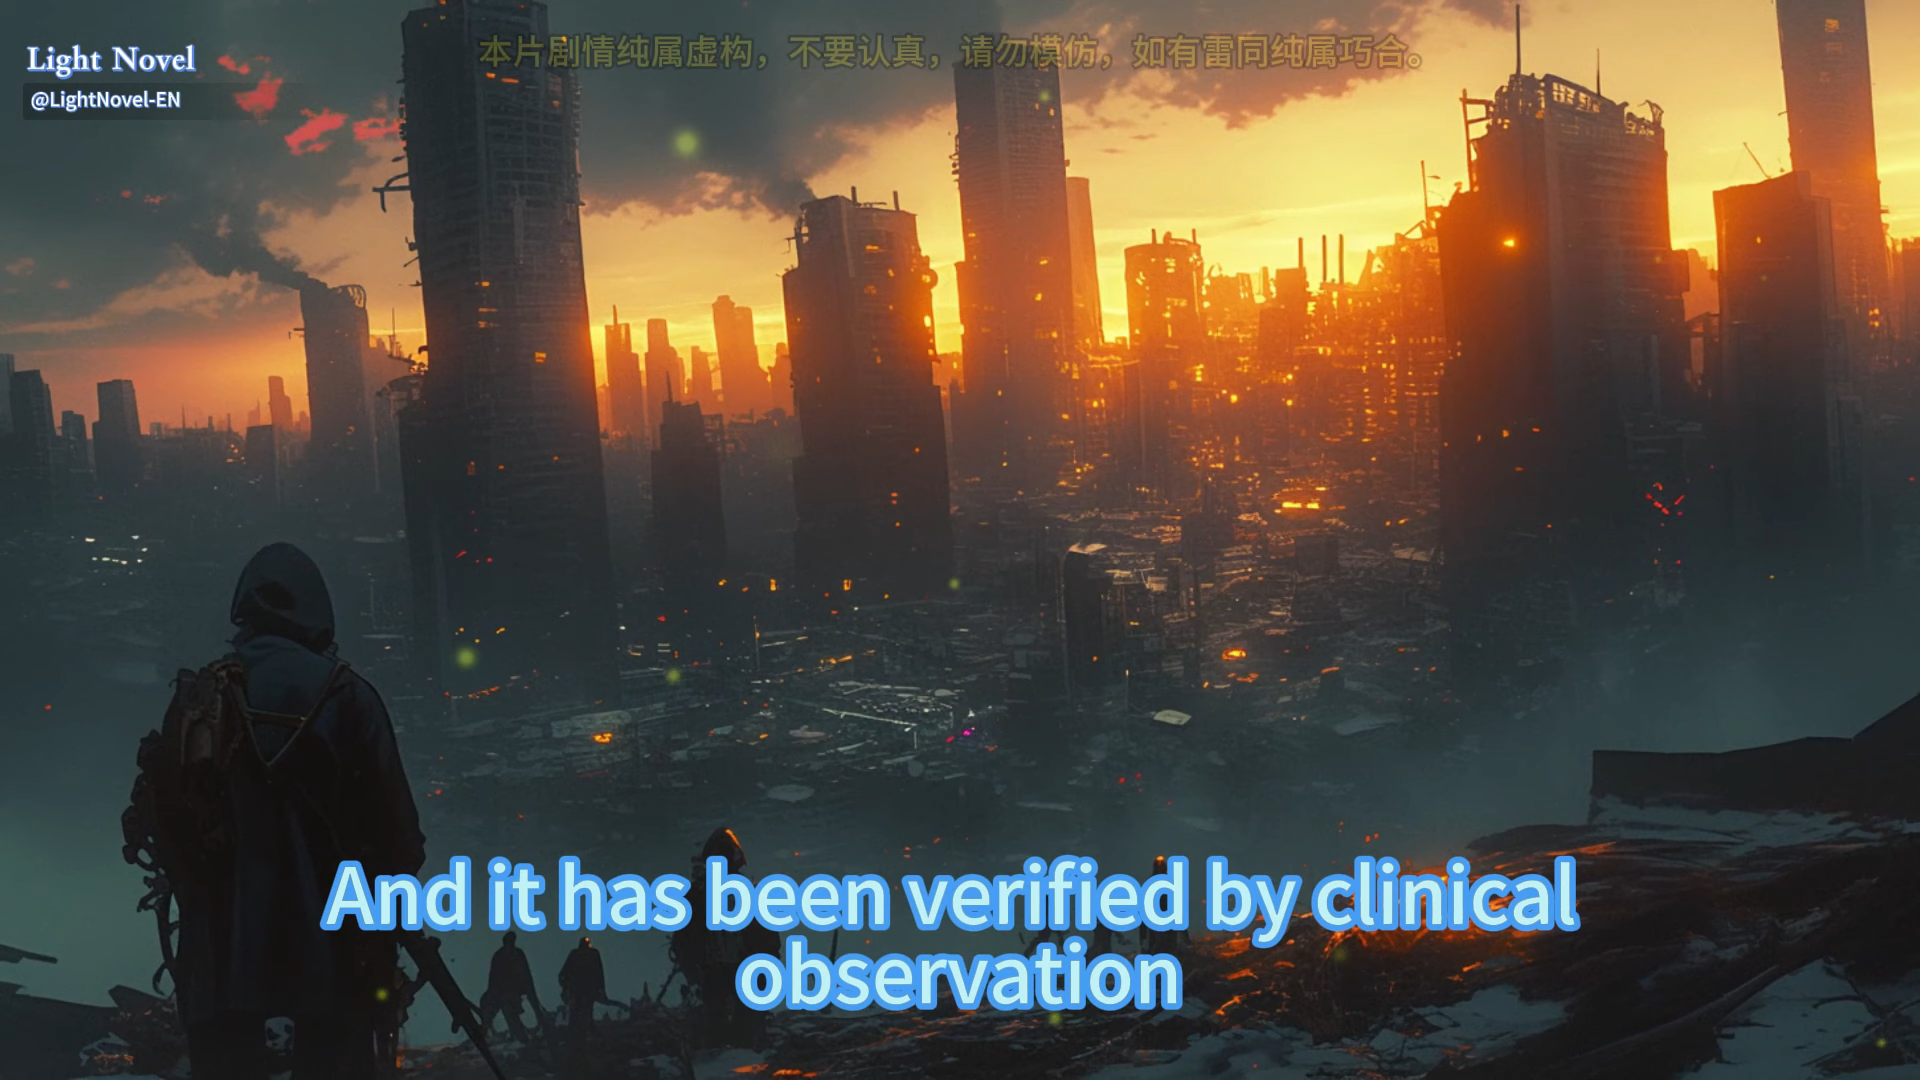 本片剧情纯属虚构，不要认真，请勿模仿，如有雷同纯属巧合。
Light Novel
@LightNovel-EN
And it has been verified by clinical
observation